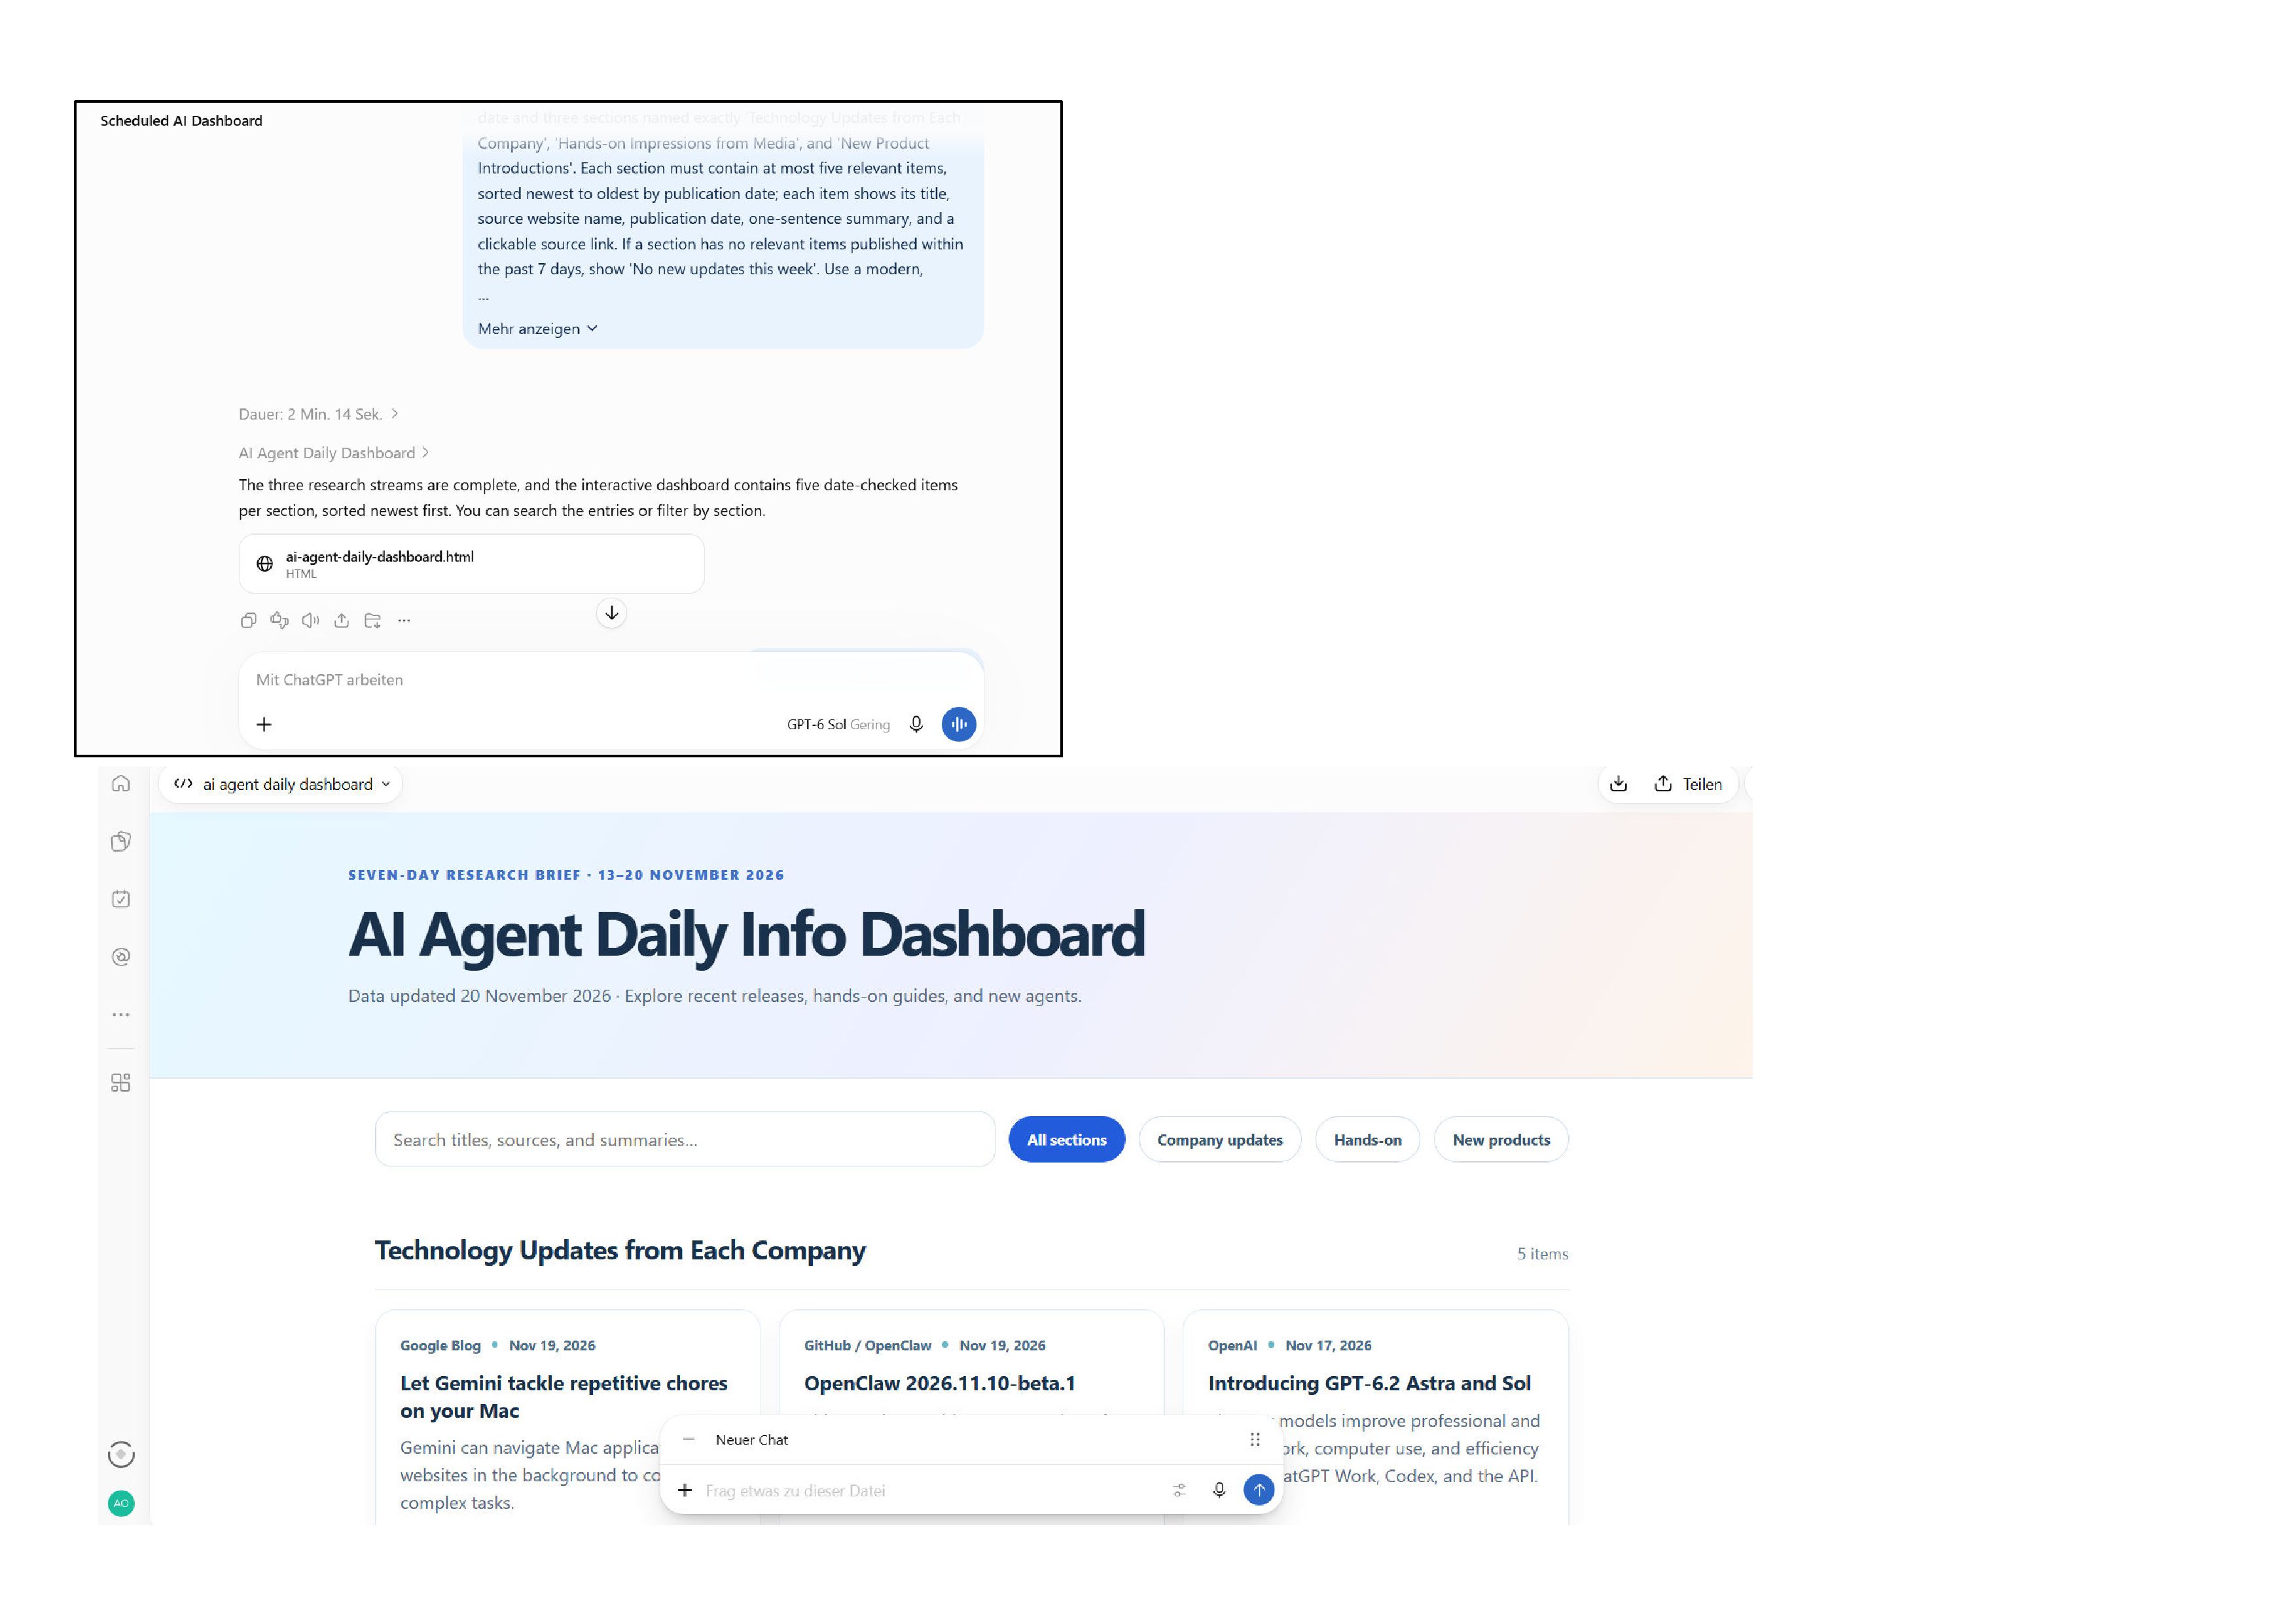 Scheduled AI Dashboard
date and three sections named exactly 'Technology Updates from Each
Company', 'Hands-on Impressions from Media', and 'New Product
Introductions'. Each section must contain at most five relevant items,
sorted newest to oldest by publication date; each item shows its title,
source website name, publication date, one-sentence summary, and a
clickable source link. If a section has no relevant items published within
the past 7 days, show 'No new updates this week'. Use a modern,
...
Mehr anzeigen
Dauer: 2 Min. 14 Sek.
AI Agent Daily Dashboard
The three research streams are complete, and the interactive dashboard contains five date-checked items
per section, sorted newest first. You can search the entries or filter by section.
ai-agent-daily-dashboard.html
HTML
Mit ChatGPT arbeiten
GPT-6 Sol Gering
ai agent daily dashboard
Teilen
SEVEN-DAY RESEARCH BRIEF · 13–20 NOVEMBER 2026
AI Agent Daily Info Dashboard
Data updated 20 November 2026 · Explore recent releases, hands-on guides, and new agents.
Search titles, sources, and summaries...
All sections
Company updates
Hands-on
New products
Technology Updates from Each Company
5 items
Google Blog • Nov 19, 2026
Let Gemini tackle repetitive chores
on your Mac
Gemini can navigate Mac
websites in the background to
complex tasks.
GitHub / OpenClaw • Nov 19, 2026
OpenClaw 2026.11.10-beta.1
OpenAI • Nov 17, 2026
Introducing GPT-6.2 Astra and Sol
models improve professional and
computer use, and efficiency
Work, Codex, and the API.
Neuer Chat
Frag etwas zu dieser Datei
AO